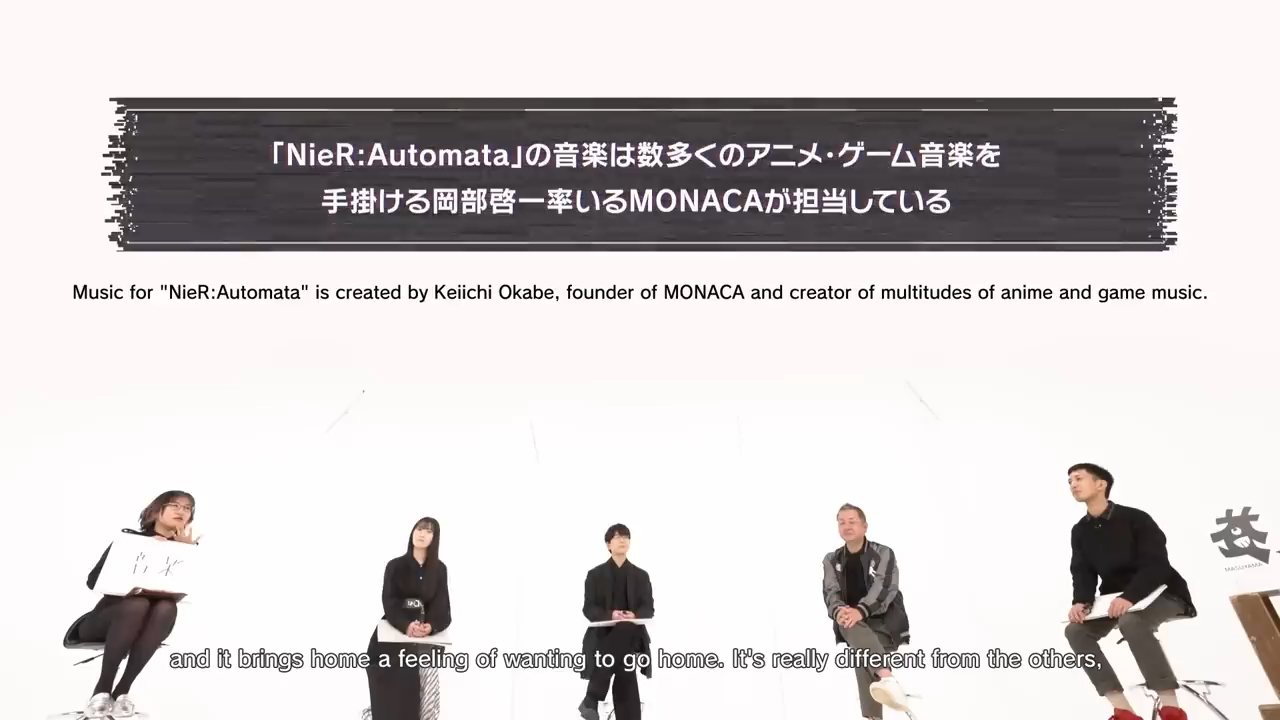 「NieR:Automata」の音楽は数多くのアニメ・ゲーム音楽を
手掛ける岡部啓一率いるMONACAが担当している
Music for "NieR:Automata" is created by Keiichi Okabe, founder of MONACA and creator of multitudes of anime and game music.
音楽
MASUYAMA
and it brings home a feeling of wanting to go home. It's really different from the others,